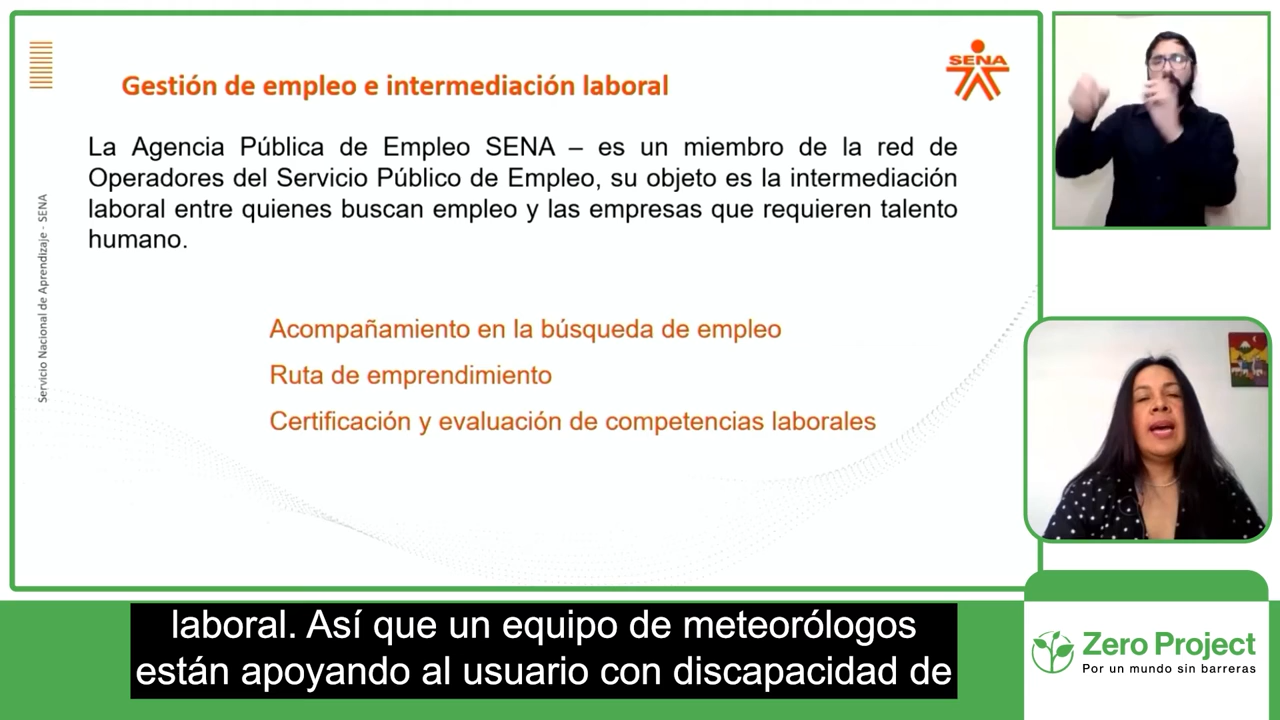 Gestión de empleo e intermediación laboral
SENA
La Agencia Pública de Empleo SENA – es un miembro de la red de
Operadores del Servicio Público de Empleo, su objeto es la intermediación
laboral entre quienes buscan empleo y las empresas que requieren talento
humano.
Servicio Nacional de Aprendizaje - SENA
Acompañamiento en la búsqueda de empleo
Ruta de emprendimiento
Certificación y evaluación de competencias laborales
laboral. Así que un equipo de meteorólogos
están apoyando al usuario con discapacidad de
Zero Project
Por un mundo sin barreras